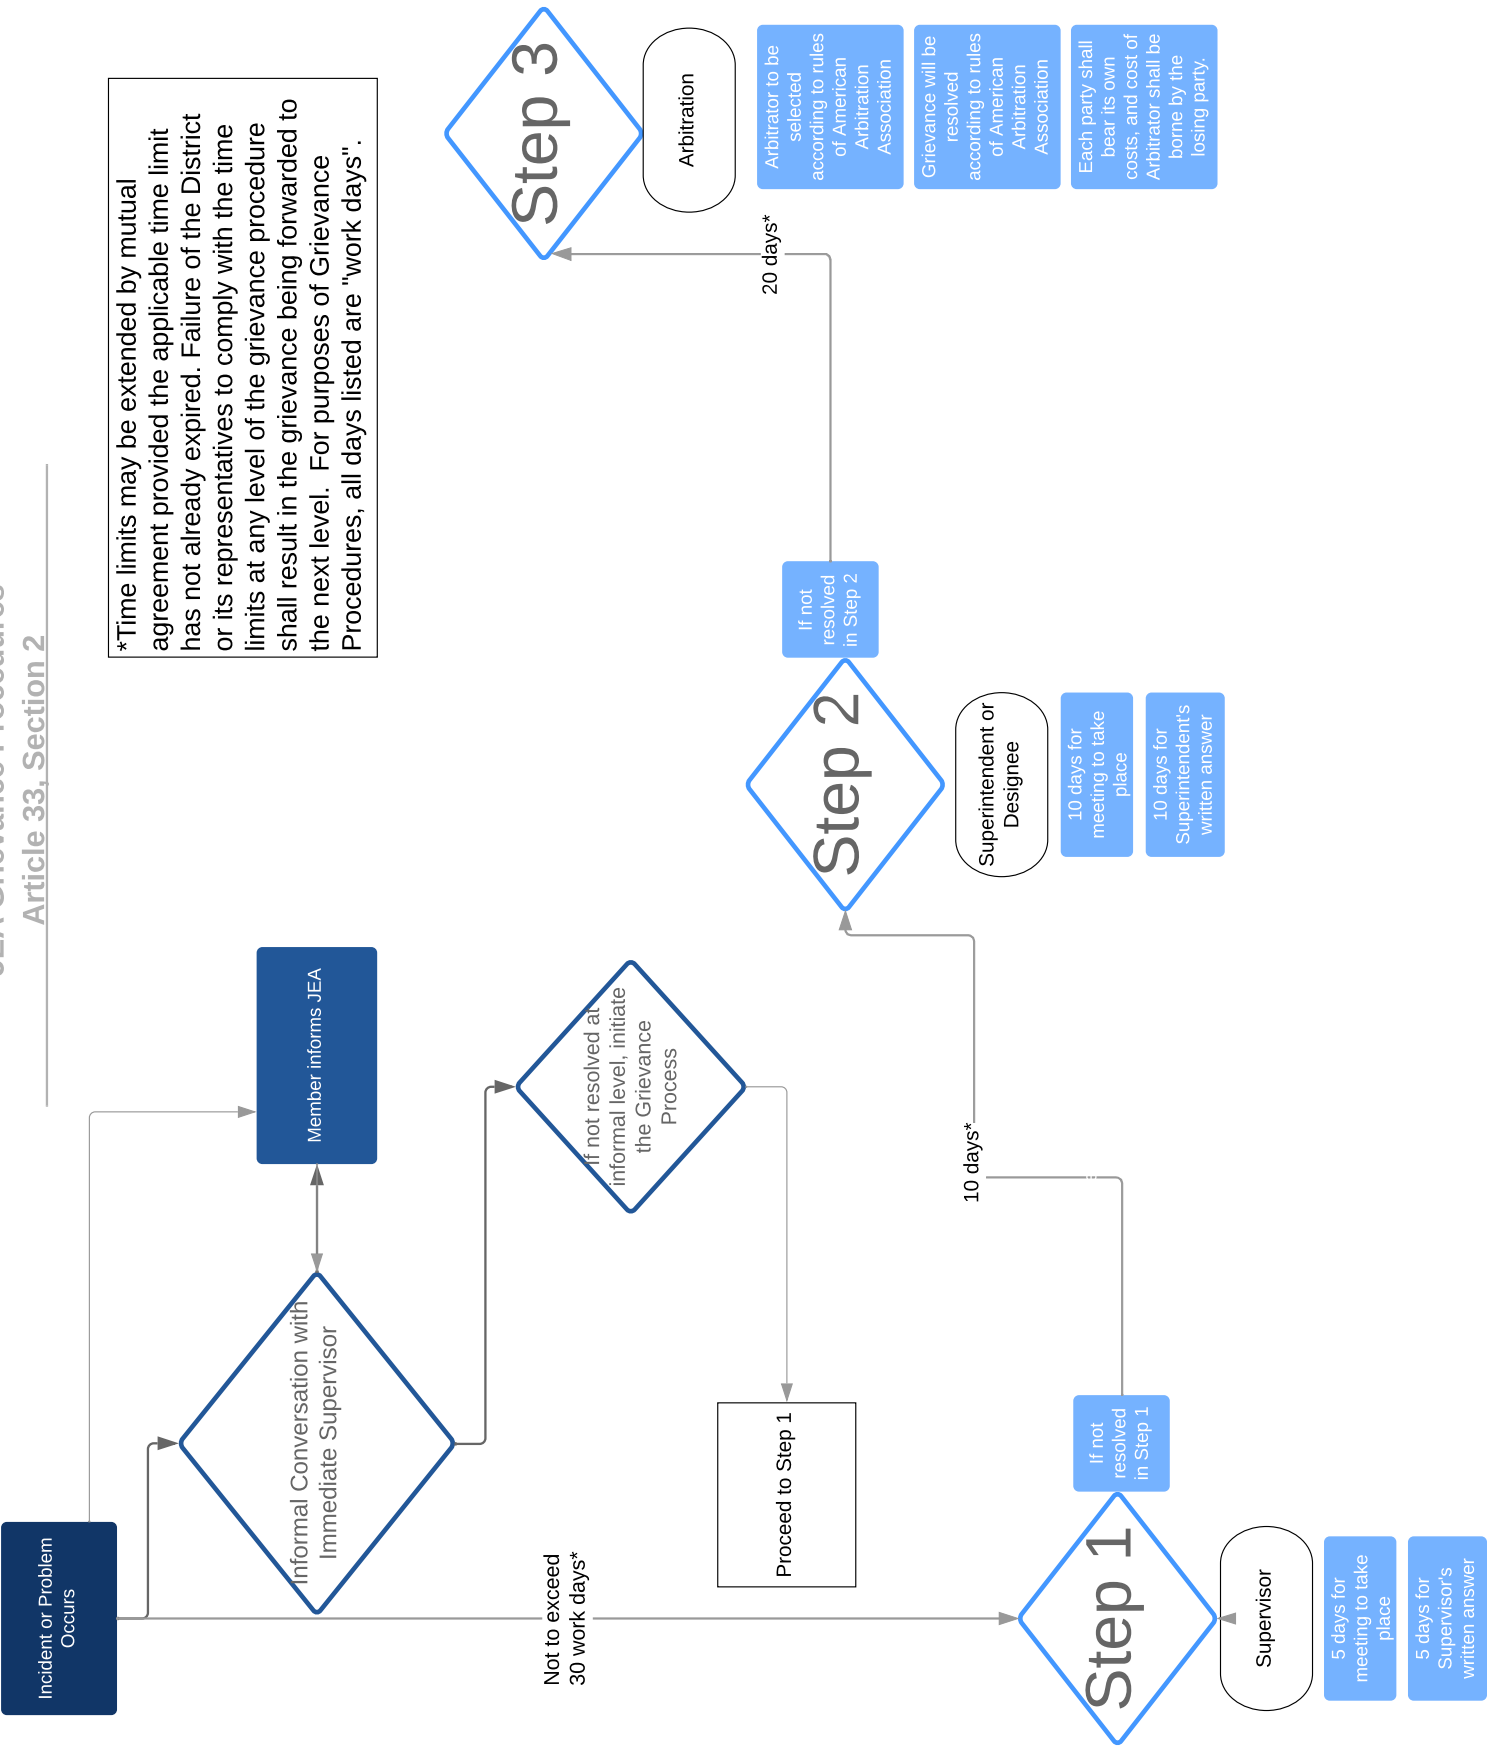 Article 33, Section 2
*Time limits may be extended by mutual
agreement provided the applicable time limit
has not already expired. Failure of the District
or its representatives to comply with the time
limits at any level of the grievance procedure
shall result in the grievance being forwarded to
the next level. For purposes of Grievance
Procedures, all days listed are "work days".
Incident or Problem
Occurs
Informal Conversation with
Immediate Supervisor
Member informs JEA
If not resolved at
informal level, initiate
the Grievance
Process
Not to exceed
30 work days*
Proceed to Step 1
Step 1
Supervisor
5 days for
meeting to take
place
5 days for
Supervisor's
written answer
If not
resolved
in Step 1
10 days*
Step 2
Superintendent or
Designee
10 days for
meeting to take
place
10 days for
Superintendent's
written answer
If not
resolved
in Step 2
20 days*
Step 3
Arbitration
Arbitrator to be
selected
according to rules
of American
Arbitration
Association
Grievance will be
resolved
according to rules
of American
Arbitration
Association
Each party shall
bear its own
costs, and cost of
Arbitrator shall be
borne by the
losing party.